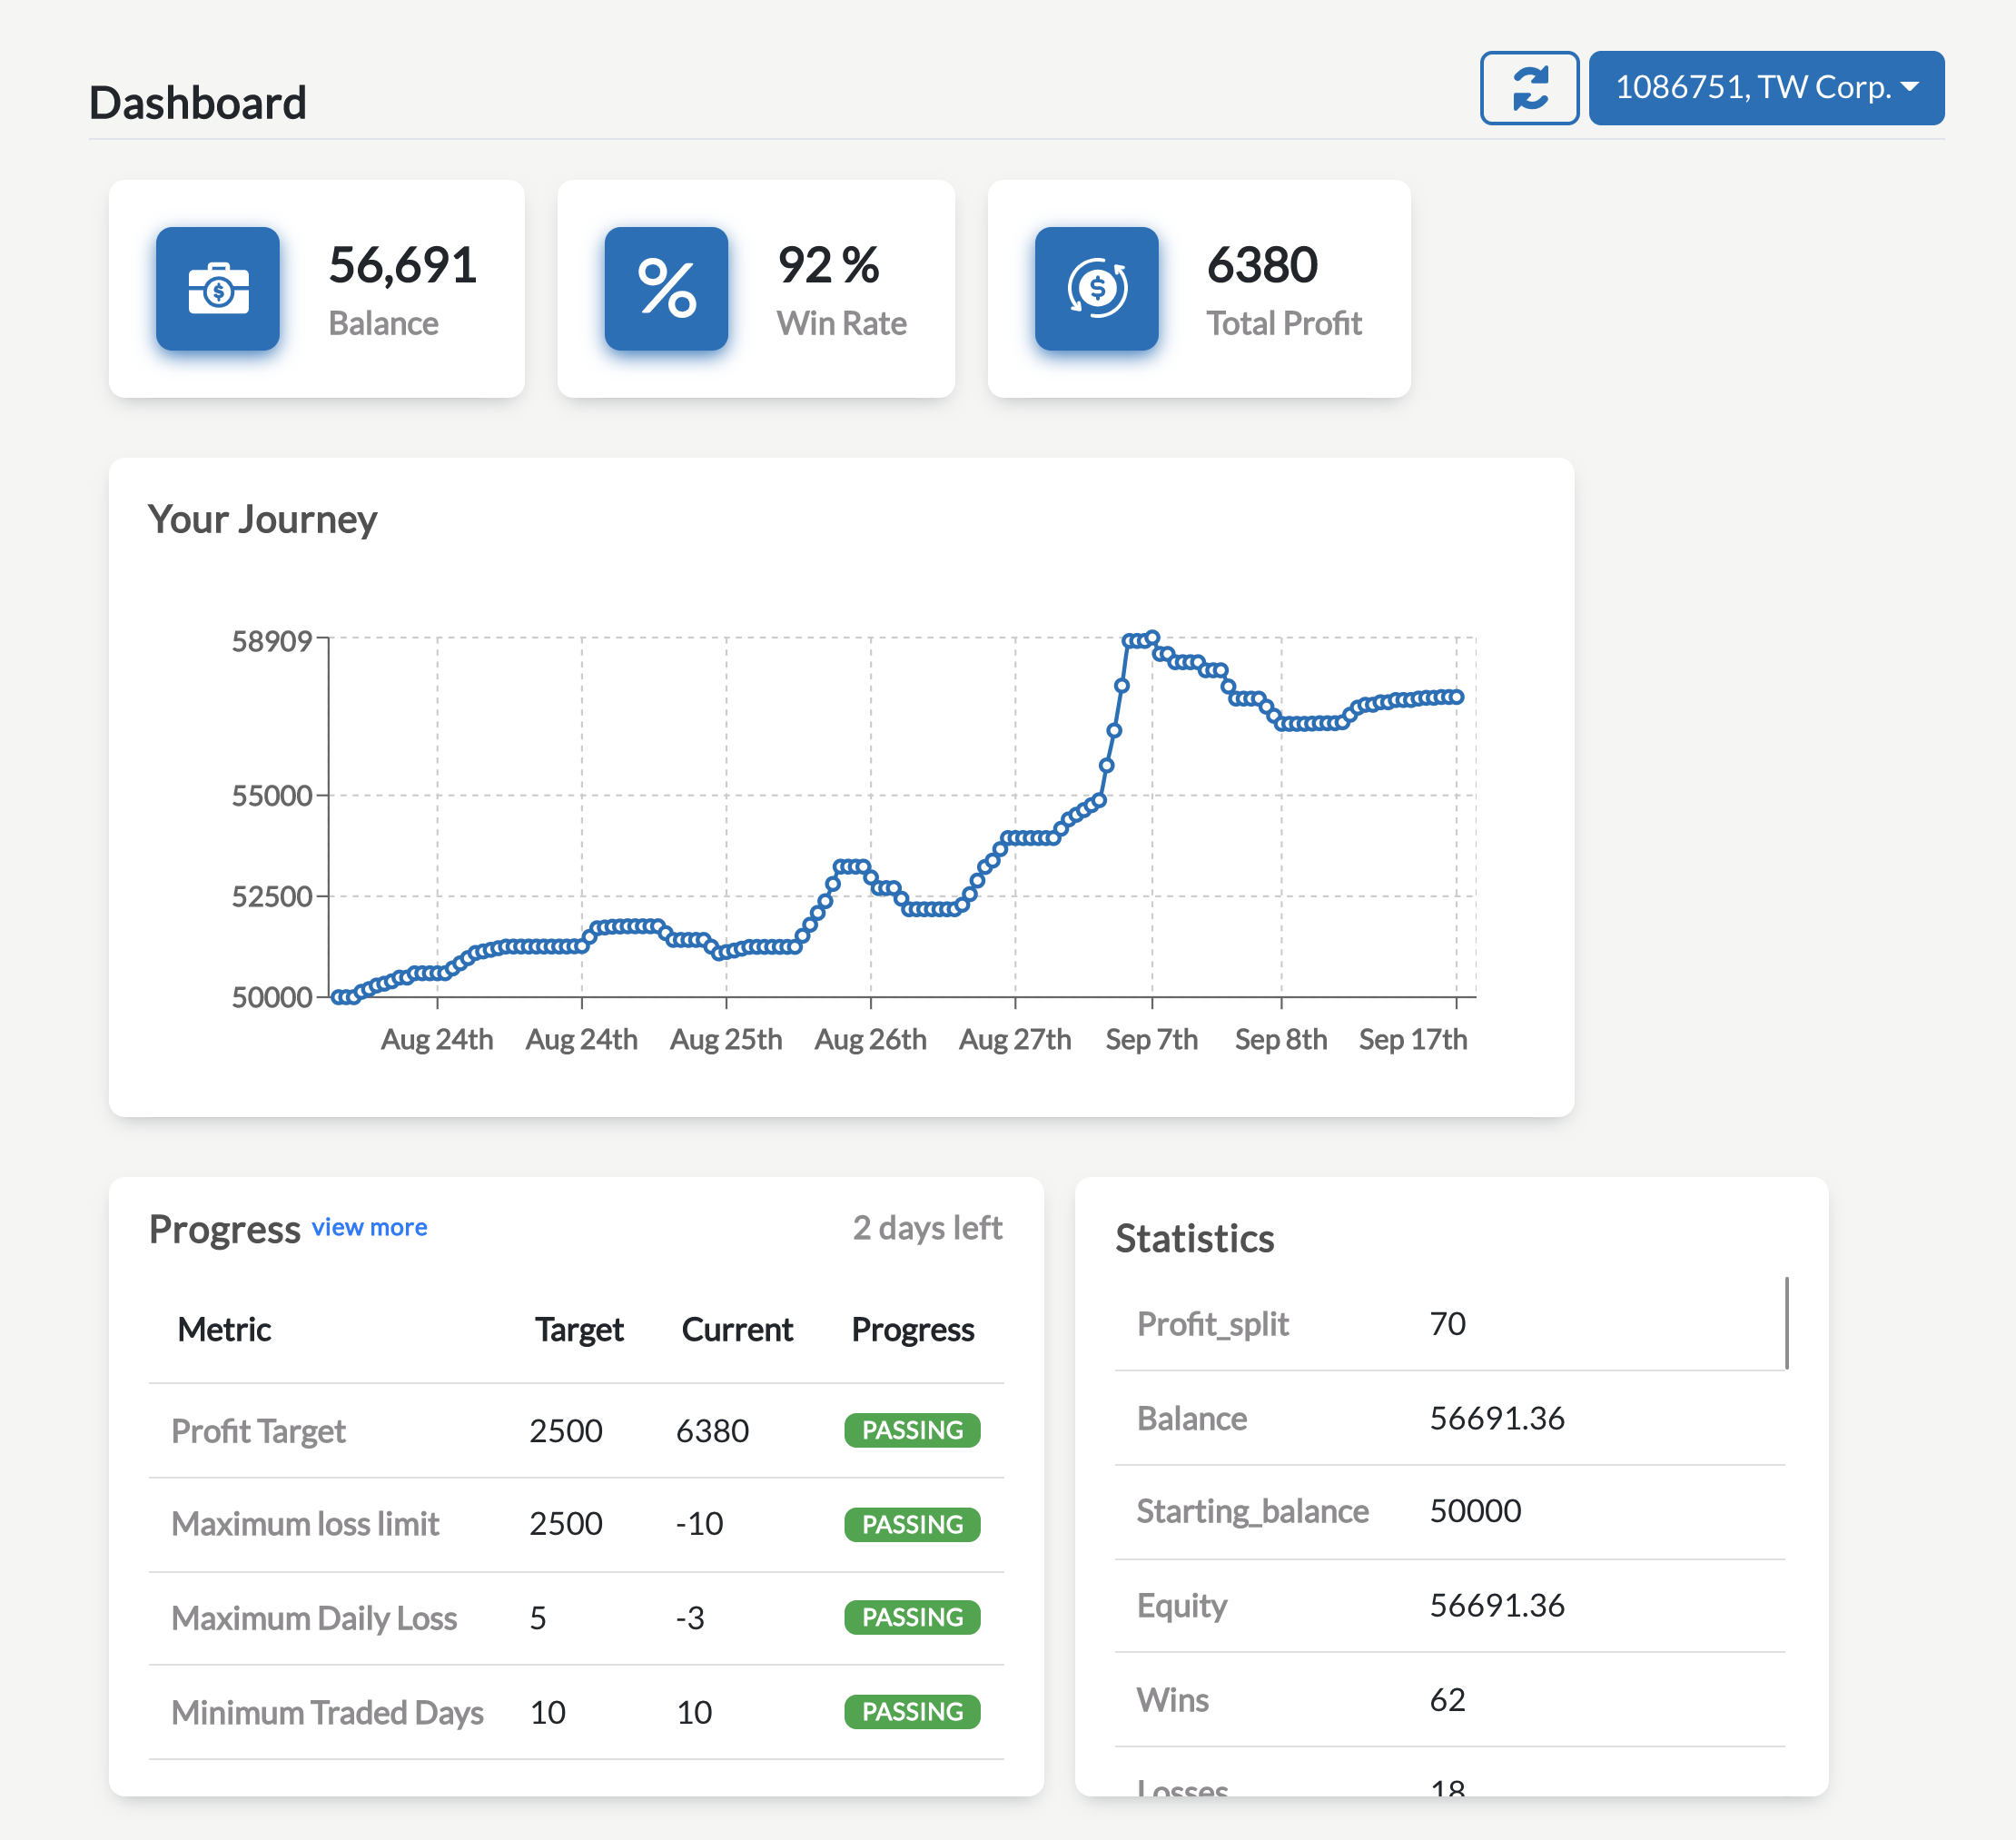 Dashboard
1086751, TW Corp.
56,691
Balance
92 %
Win Rate
6380
Total Profit
Your Journey
58909
55000
52500
50000
Aug 24th Aug 24th Aug 25th Aug 26th Aug 27th Sep 7th Sep 8th Sep 17th
Progress view more 2 days left
Metric Target Current Progress
Profit Target 2500 6380 PASSING
Maximum loss limit 2500 -10 PASSING
Maximum Daily Loss 5 -3 PASSING
Minimum Traded Days 10 10 PASSING
Statistics
Profit_split 70
Balance 56691.36
Starting_balance 50000
Equity 56691.36
Wins 62
Losses 18